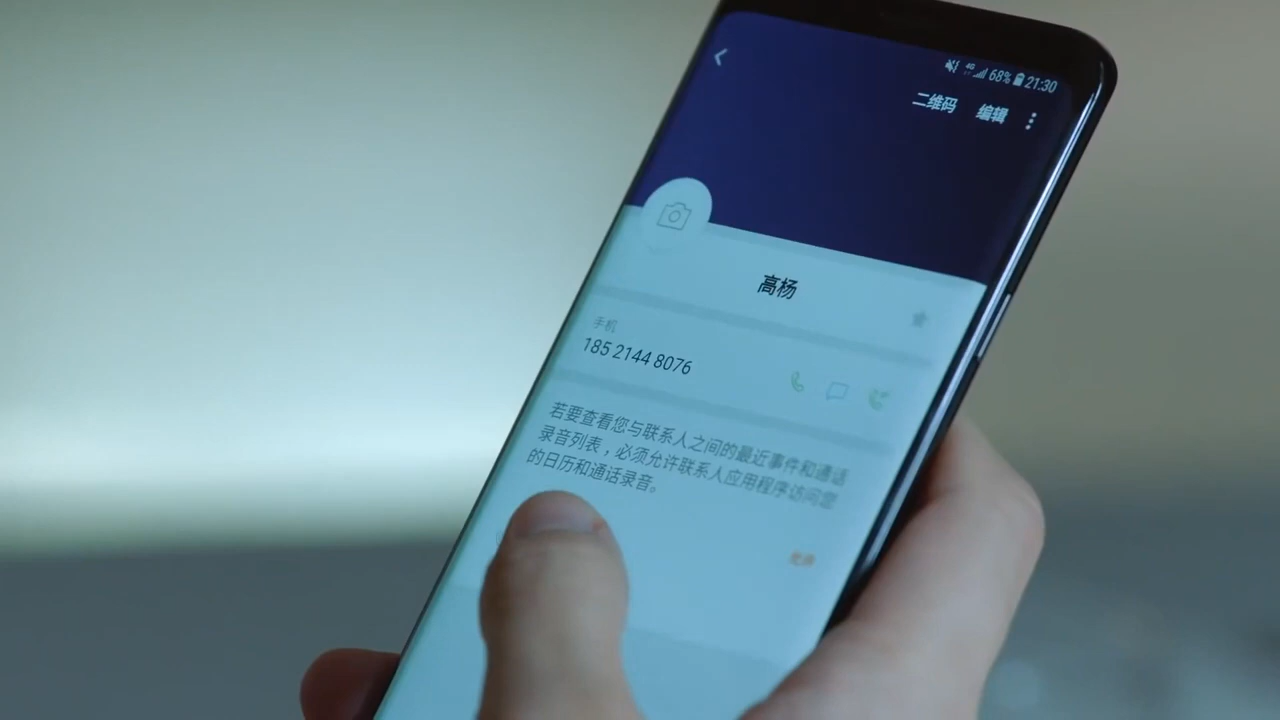 4G 68% 21:30
二维码 编辑
高杨
手机
185 2144 8076
若要查看您与联系人之间的最近事件和通话
录音列表，必须允许联系人应用程序访问您
的日历和通话录音。
允许